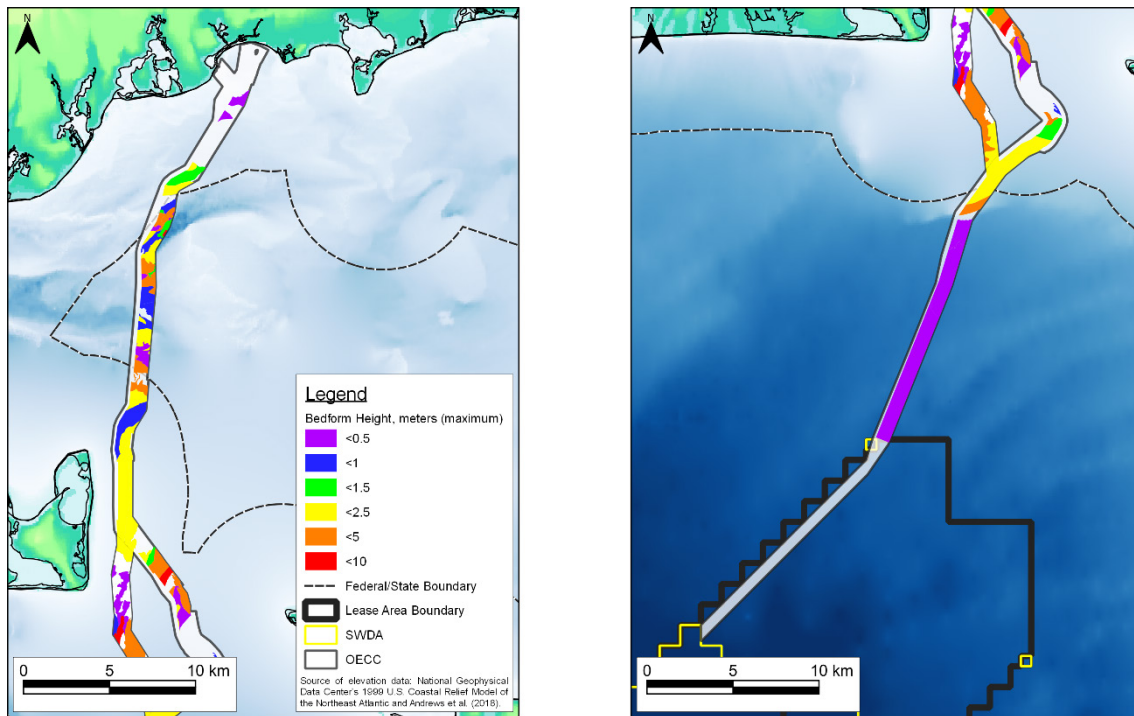 N
Legend
Bedform Height, meters (maximum)
<0.5
<1
<1.5
<2.5
<5
<10
Federal/State Boundary
Lease Area Boundary
SWDA
OECC
Source of elevation data: National Geophysical
Data Center's 1999 U.S. Coastal Relief Model of
the Northeast Atlantic and Andrews et al. (2018).
0 5 10 km
N
0 5 10 km